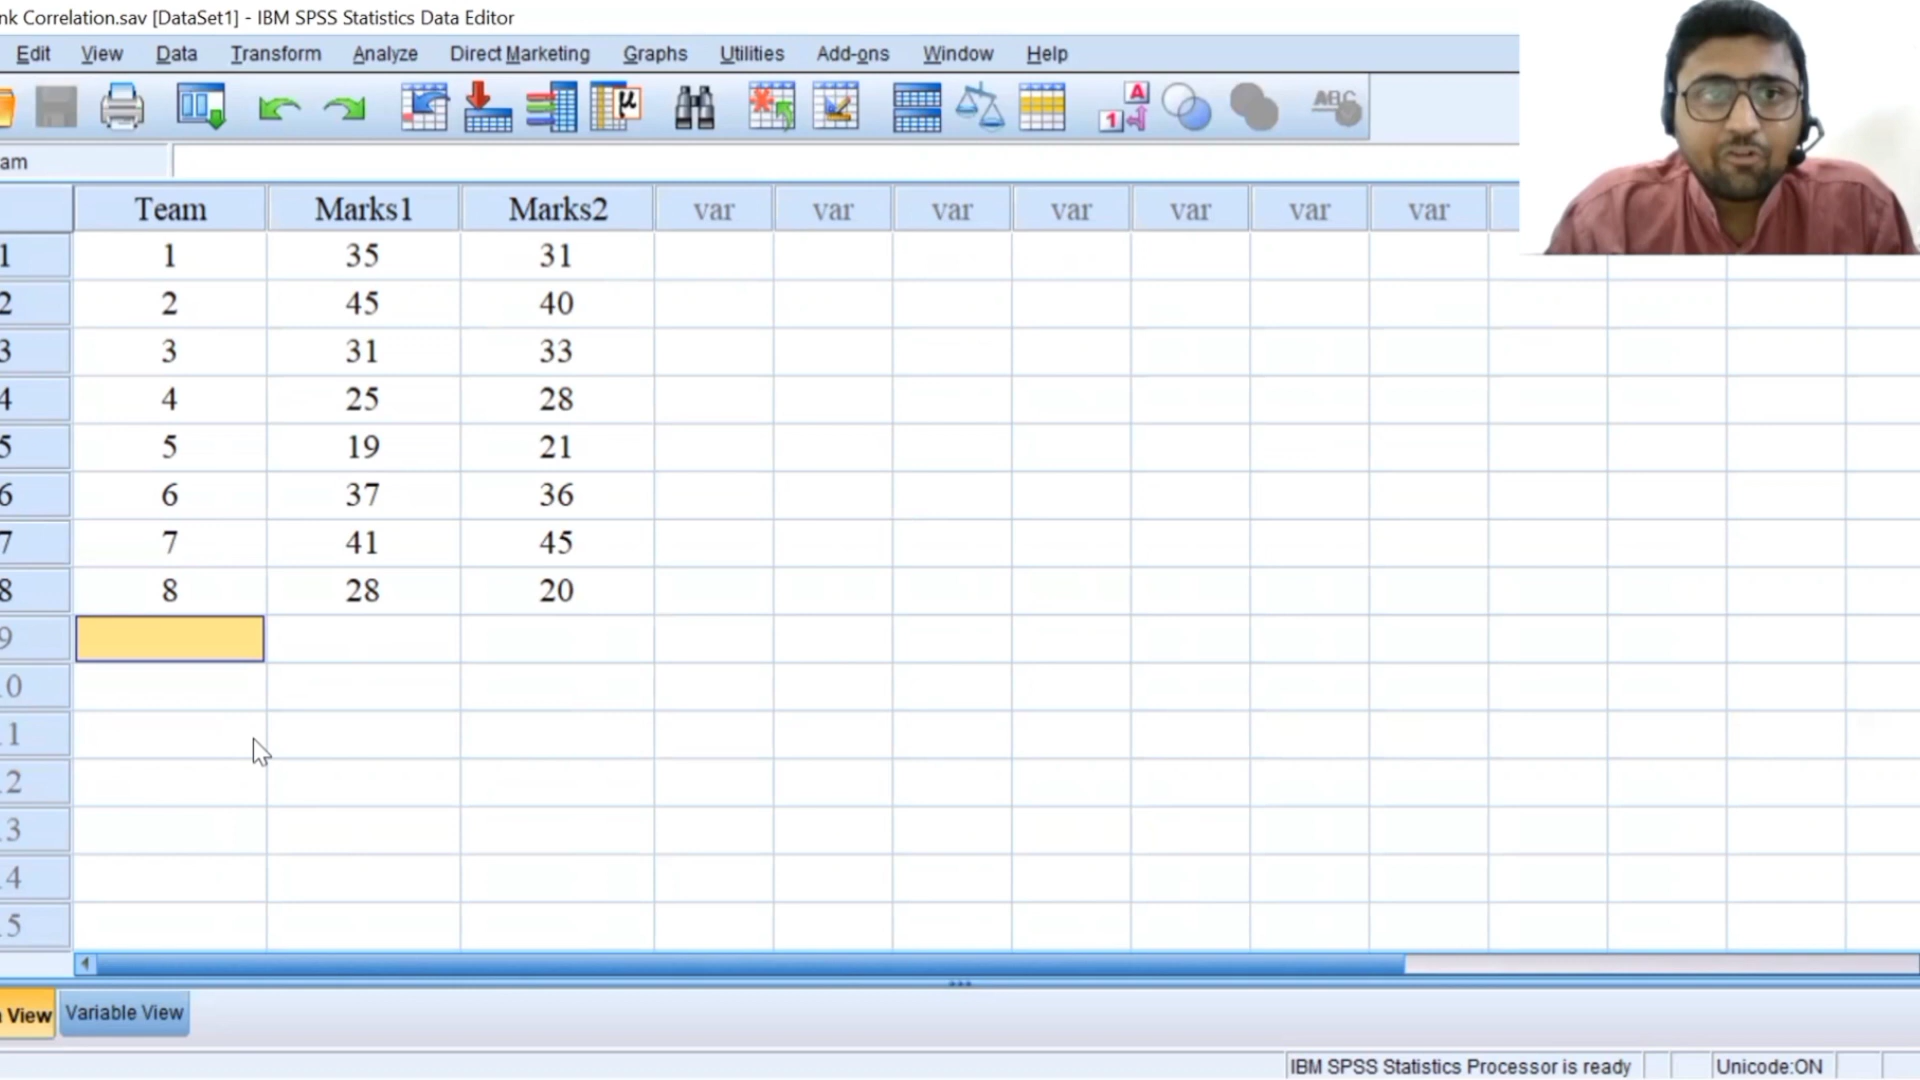 nk Correlation.sav [DataSet1] - IBM SPSS Statistics Data Editor
Edit View Data Transform Analyze Direct Marketing Graphs Utilities Add-ons Window Help
μ A 1 ABC
am
Team Marks1 Marks2 var var var var var var var
1 1 35 31
2 2 45 40
3 3 31 33
4 4 25 28
5 5 19 21
6 6 37 36
7 7 41 45
8 8 28 20
9
0
1
2
3
4
5
View Variable View
IBM SPSS Statistics Processor is ready Unicode:ON